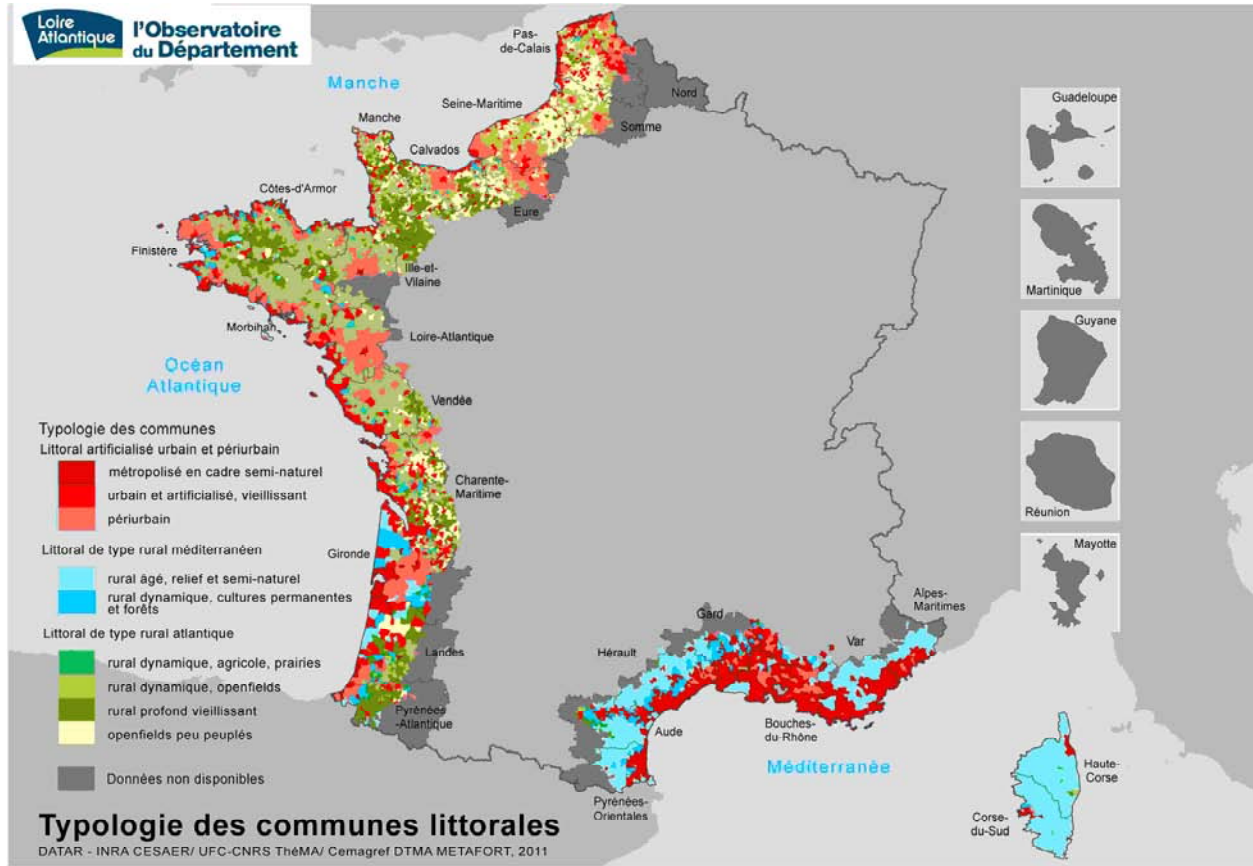 Loire
Atlantique
l'Observatoire
du Département
Pas-
de-Calais
Manche
Nord
Seine-Maritime
Somme
Manche
Calvados
Eure
Côtes-d'Armor
Finistère
Ille-et-
Vilaine
Morbihan
Loire-Atlantique
Océan
Atlantique
Vendée
Charente-
Maritime
Gironde
Landes
Pyrénées
-Atlantique
Gard
Hérault
Var
Alpes-
Maritimes
Aude
Bouches-
du-Rhône
Méditerranée
Pyrénées-
Orientales
Haute-
Corse
Corse-
du-Sud
Guadeloupe
Martinique
Guyane
Réunion
Mayotte
Typologie des communes
Littoral artificialisé urbain et périurbain
métropolisé en cadre semi-naturel
urbain et artificialisé, vieillissant
périurbain
Littoral de type rural méditerranéen
rural âgé, relief et semi-naturel
rural dynamique, cultures permanentes
et forêts
Littoral de type rural atlantique
rural dynamique, agricole, prairies
rural dynamique, openfields
rural profond vieillissant
openfields peu peuplés
Données non disponibles
Typologie des communes littorales
DATAR - INRA CESAER/ UFC-CNRS ThéMA/ Cemagref DTMA METAFORT, 2011